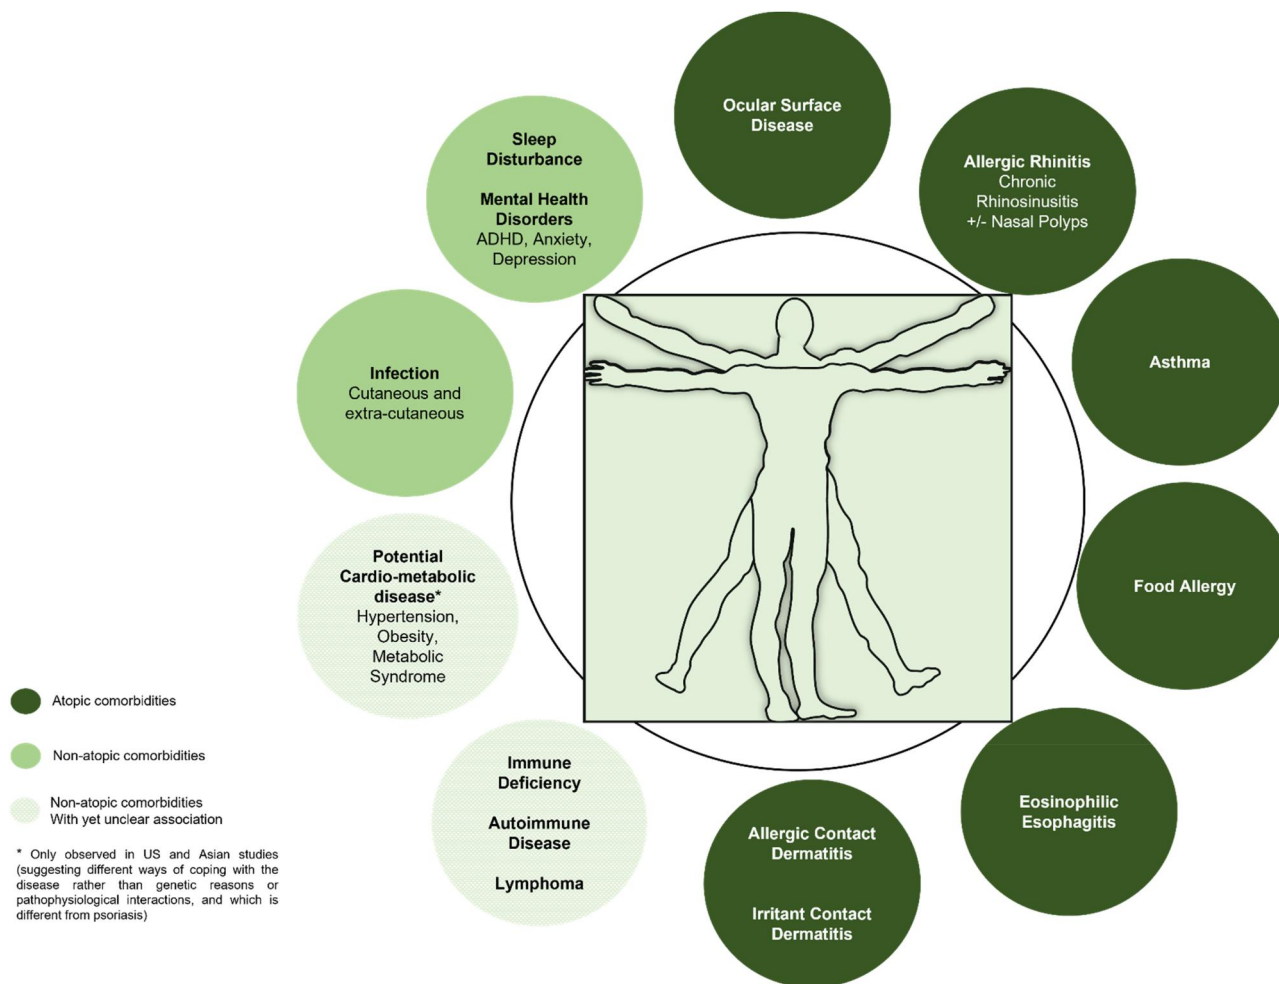 Ocular Surface
Disease
Allergic Rhinitis
Chronic
Rhinosinusitis
+/- Nasal Polyps
Asthma
Food Allergy
Eosinophilic
Esophagitis
Allergic Contact
Dermatitis
Irritant Contact
Dermatitis
Immune
Deficiency
Autoimmune
Disease
Lymphoma
Potential
Cardio-metabolic
disease*
Hypertension,
Obesity,
Metabolic
Syndrome
Infection
Cutaneous and
extra-cutaneous
Sleep
Disturbance
Mental Health
Disorders
ADHD, Anxiety,
Depression
Atopic comorbidities
Non-atopic comorbidities
Non-atopic comorbidities
With yet unclear association
* Only observed in US and Asian studies
(suggesting different ways of coping with the
disease rather than genetic reasons or
pathophysiological interactions, and which is
different from psoriasis)